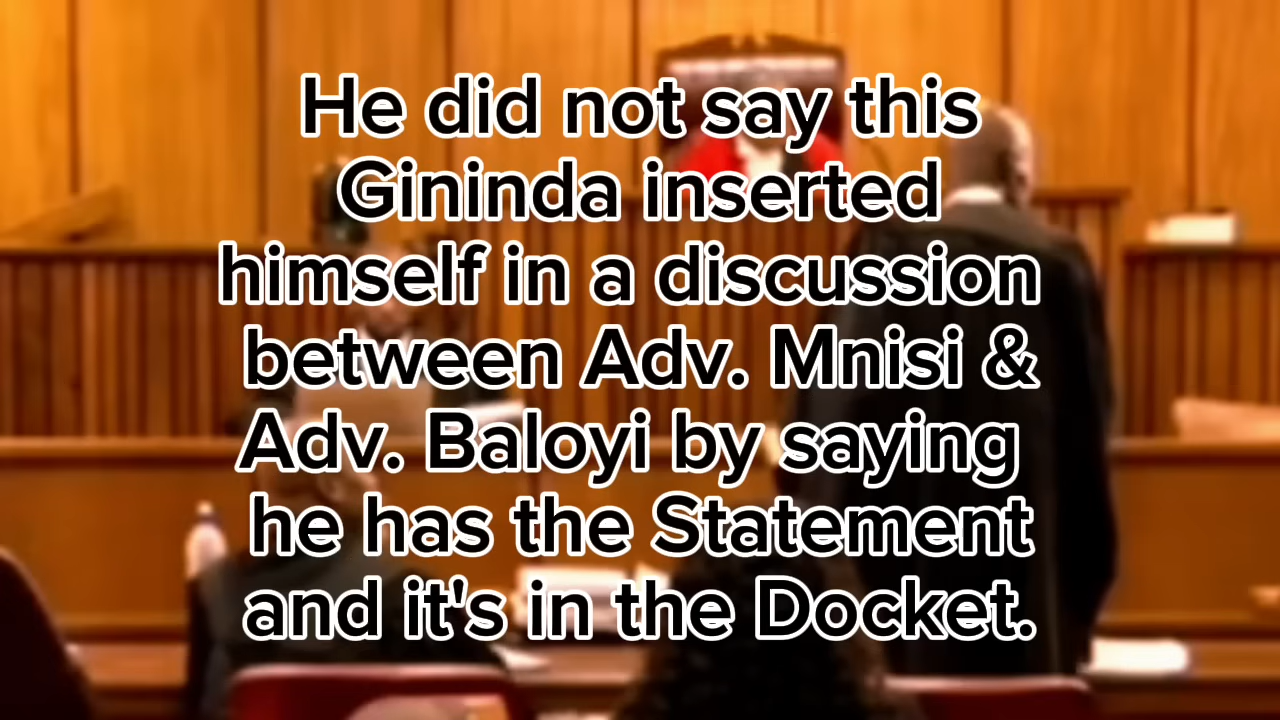 He did not say this
Gininda inserted
himself in a discussion
between Adv. Mnisi &
Adv. Baloyi by saying
he has the Statement
and it's in the Docket.